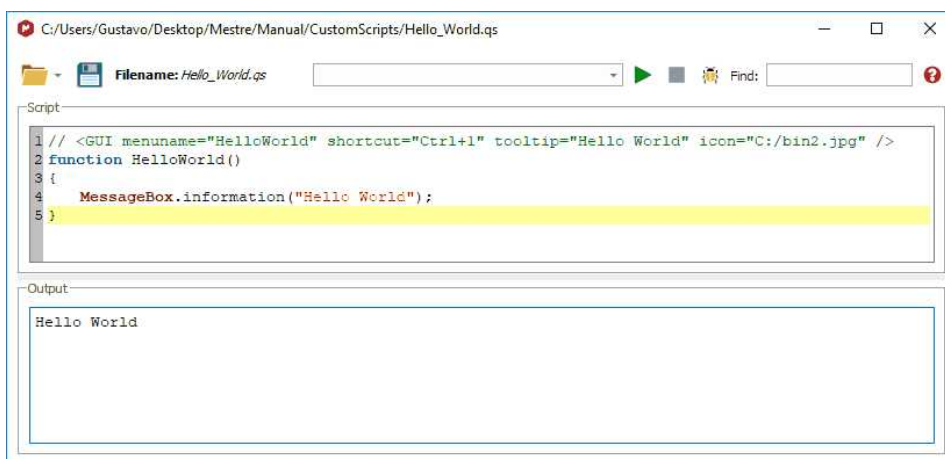 C:/Users/Gustavo/Desktop/Mestre/Manual/CustomScripts/Hello_World.qs
Filename: Hello_World.qs Find:
Script
1 // <GUI menuname="HelloWorld" shortcut="Ctrl+1" tooltip="Hello World" icon="C:/bin2.jpg" />
2 function HelloWorld()
3 {
4     MessageBox.information("Hello World");
5 }
Output
Hello World